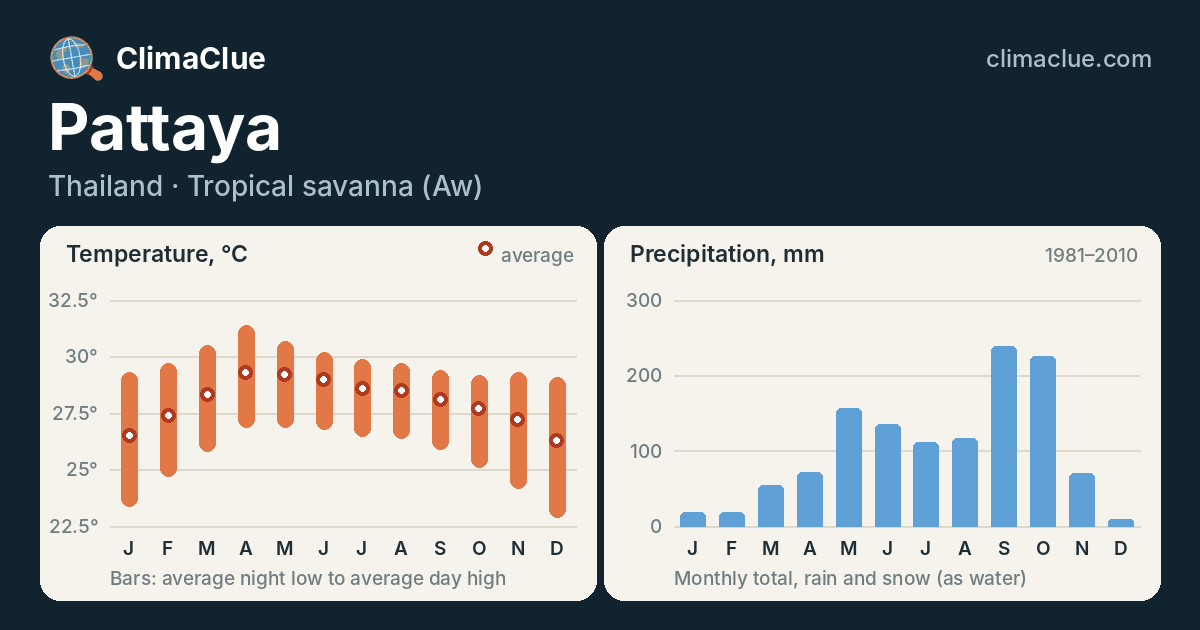 ClimaClue
climaclue.com
Pattaya
Thailand · Tropical savanna (Aw)
Temperature, °C
average
32.5°
30°
27.5°
25°
22.5°
J F M A M J J A S O N D
Bars: average night low to average day high
Precipitation, mm
1981–2010
300
200
100
0
J F M A M J J A S O N D
Monthly total, rain and snow (as water)